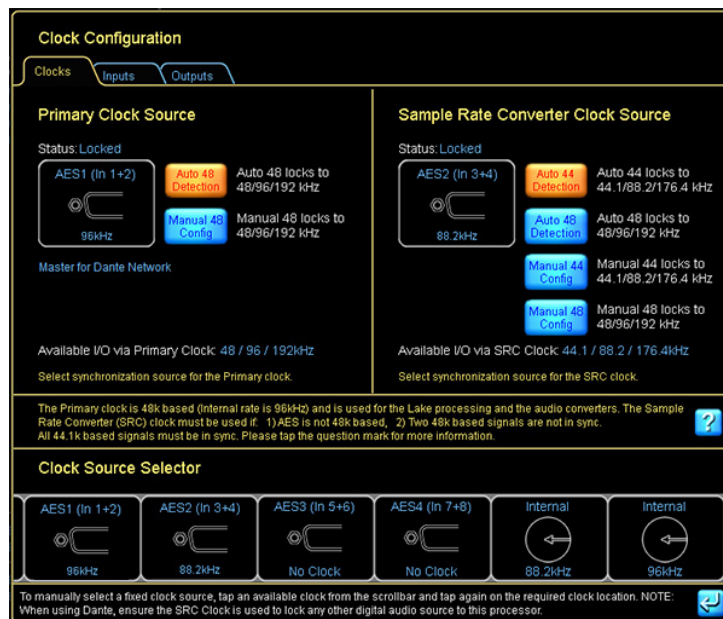 Clock Configuration
Clocks
Inputs
Outputs
Primary Clock Source
Status: Locked
AES1 (In 1+2)
96kHz
Auto 48
Detection
Auto 48 locks to
48/96/192 kHz
Manual 48
Config
Manual 48 locks to
48/96/192 kHz
Master for Dante Network
Available I/O via Primary Clock: 48 / 96 / 192kHz
Select synchronization source for the Primary clock.
Sample Rate Converter Clock Source
Status: Locked
AES2 (In 3+4)
88.2kHz
Auto 44
Detection
Auto 44 locks to
44.1/88.2/176.4 kHz
Auto 48
Detection
Auto 48 locks to
48/96/192 kHz
Manual 44
Config
Manual 44 locks to
44.1/88.2/176.4 kHz
Manual 48
Config
Manual 48 locks to
48/96/192 kHz
Available I/O via SRC Clock: 44.1 / 88.2 / 176.4kHz
Select synchronization source for the SRC clock.
The Primary clock is 48k based (Internal rate is 96kHz) and is used for the Lake processing and the audio converters. The Sample
Rate Converter (SRC) clock must be used if: 1) AES is not 48k based, 2) Two 48k based signals are not in sync.
All 44.1k based signals must be in sync. Please tap the question mark for more information.
?
Clock Source Selector
AES1 (In 1+2)
96kHz
AES2 (In 3+4)
88.2kHz
AES3 (In 5+6)
No Clock
AES4 (In 7+8)
No Clock
Internal
88.2kHz
Internal
96kHz
To manually select a fixed clock source, tap an available clock from the scrollbar and tap again on the required clock location. NOTE:
When using Dante, ensure the SRC Clock is used to lock any other digital audio source to this processor.